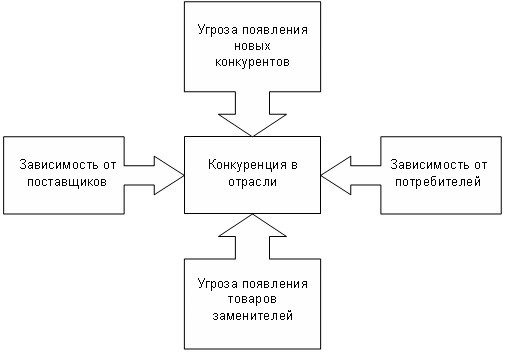 Угроза появления
новых
конкурентов
Зависимость от
поставщиков
Конкуренция в
отрасли
Зависимость от
потребителей
Угроза появления
товаров
заменителей